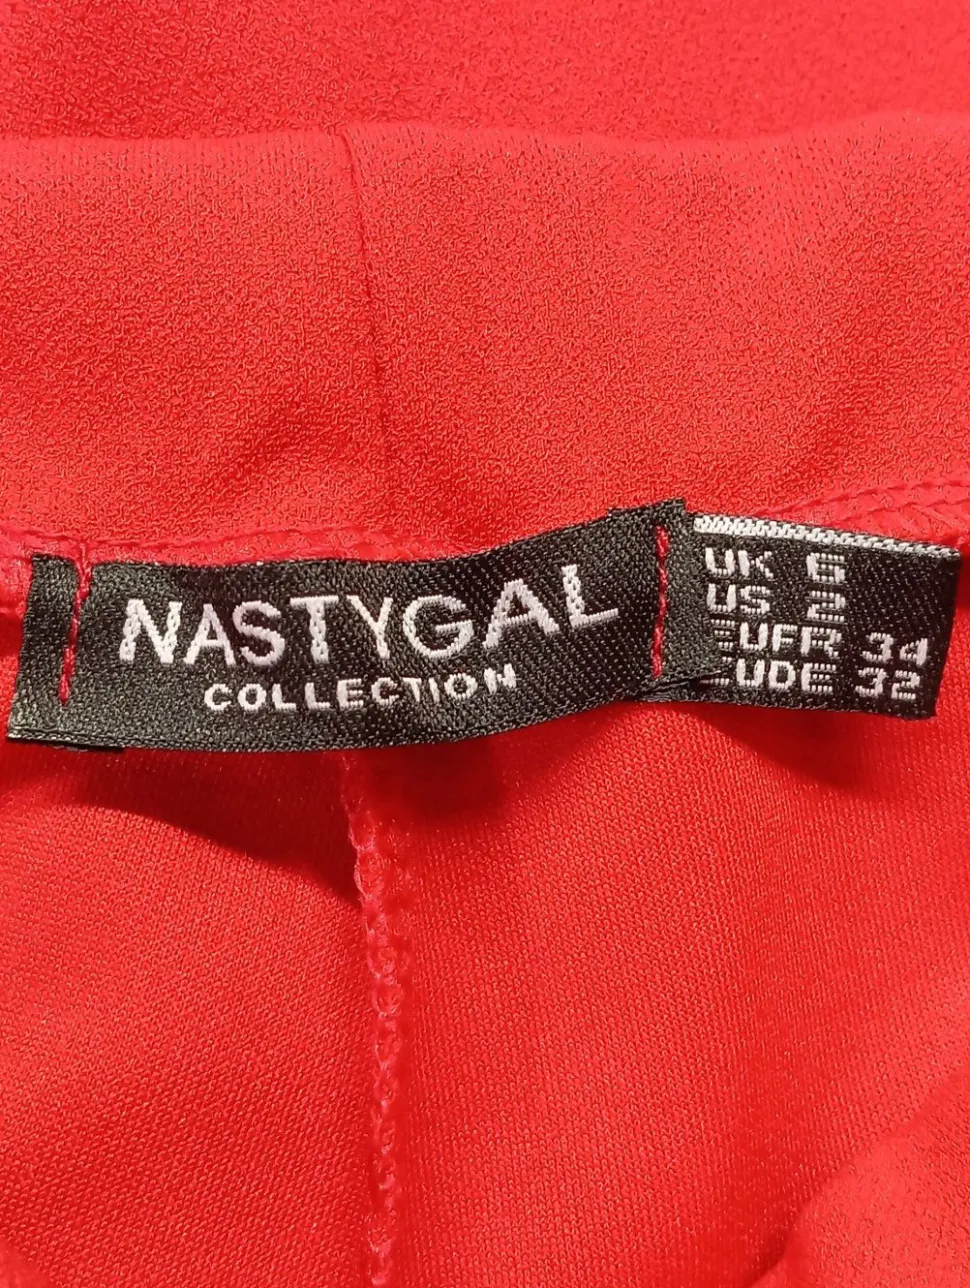 NASTYGAL
COLLECTION
UK 6
US 2
EUFR 34
EUDE 32